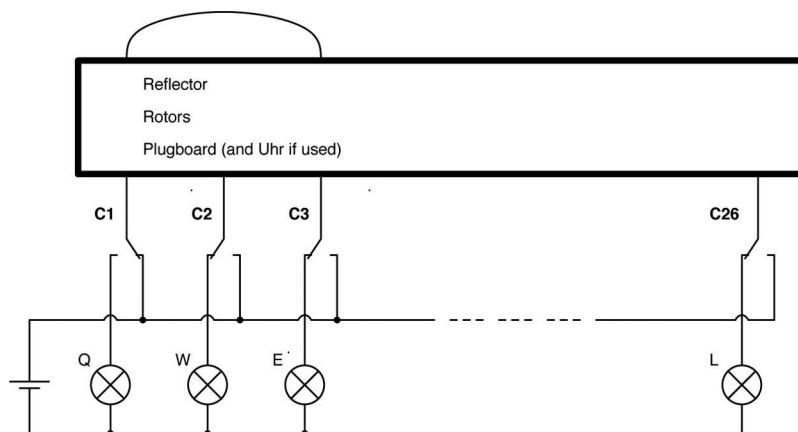 Reflector
Rotors
Plugboard (and Uhr if used)
C1 C2 C3 C26
Q W E L